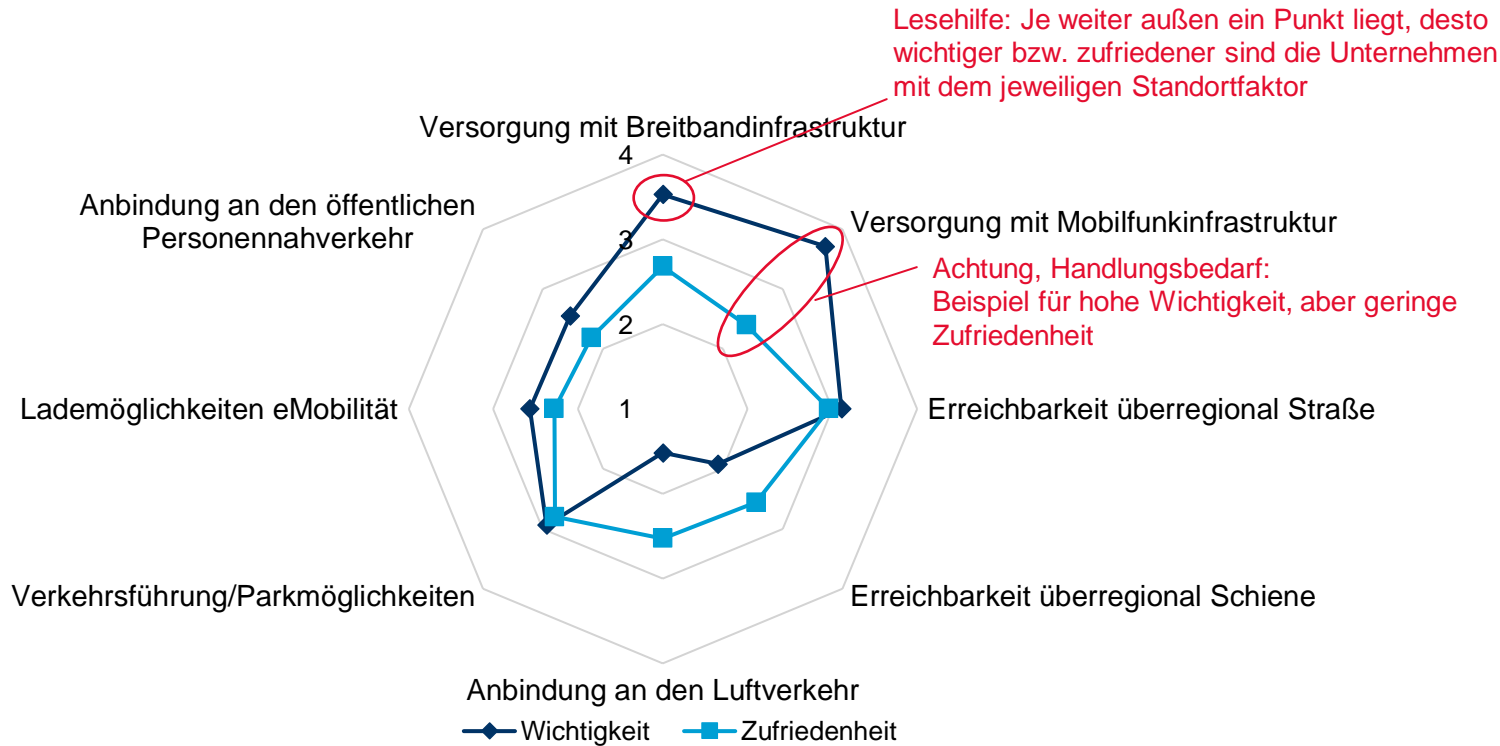 Lesehilfe: Je weiter außen ein Punkt liegt, desto
wichtiger bzw. zufriedener sind die Unternehmen
mit dem jeweiligen Standortfaktor
Versorgung mit Breitbandinfrastruktur
4
Anbindung an den öffentlichen
Personennahverkehr
Versorgung mit Mobilfunkinfrastruktur
3
Achtung, Handlungsbedarf:
Beispiel für hohe Wichtigkeit, aber geringe
Zufriedenheit
2
Lademöglichkeiten eMobilität
1
Erreichbarkeit überregional Straße
Verkehrsführung/Parkmöglichkeiten
Erreichbarkeit überregional Schiene
Anbindung an den Luftverkehr
Wichtigkeit
Zufriedenheit